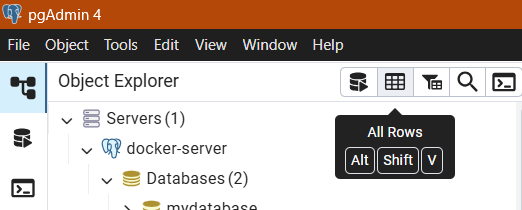 pgAdmin 4
File Object Tools Edit View Window Help
Object Explorer
All Rows
Alt Shift V
Servers (1)
docker-server
Databases (2)
mydatabase